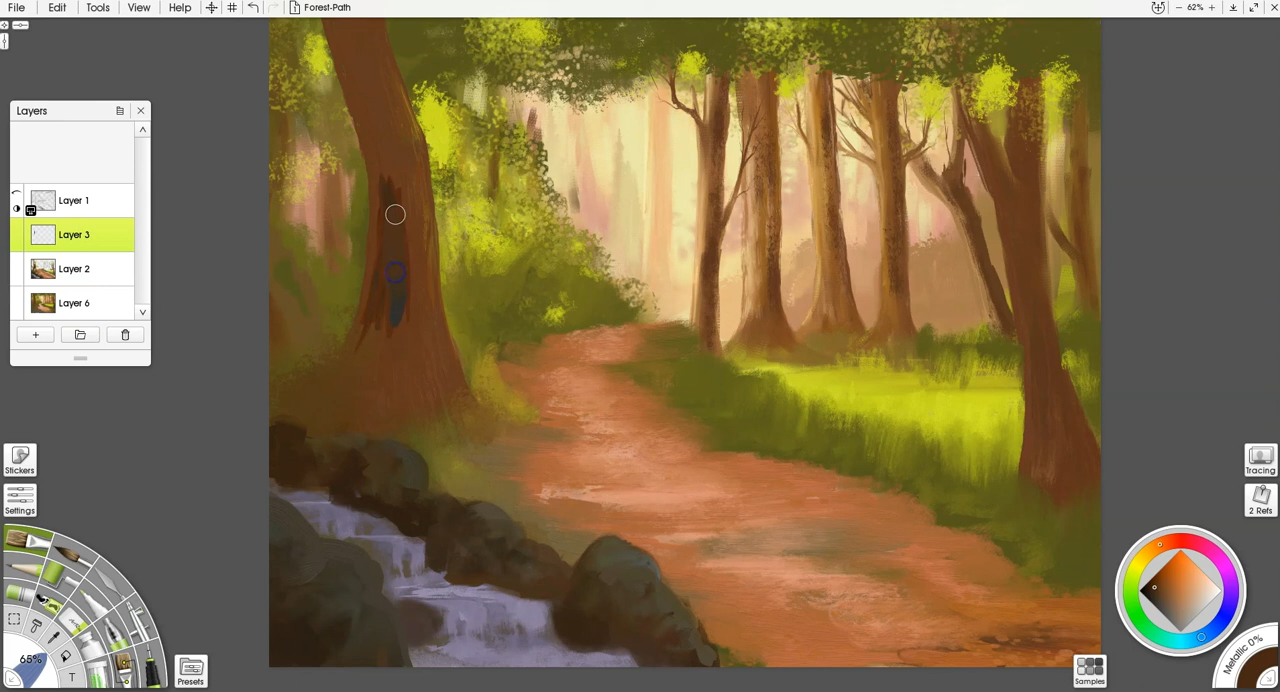 File Edit Tools View Help Forest-Path 62%
Layers
Layer 1
Layer 3
Layer 2
Layer 6
Stickers
Settings
Tracing
2 Refs
65%
T
Presets
Samples
Metallic 0%